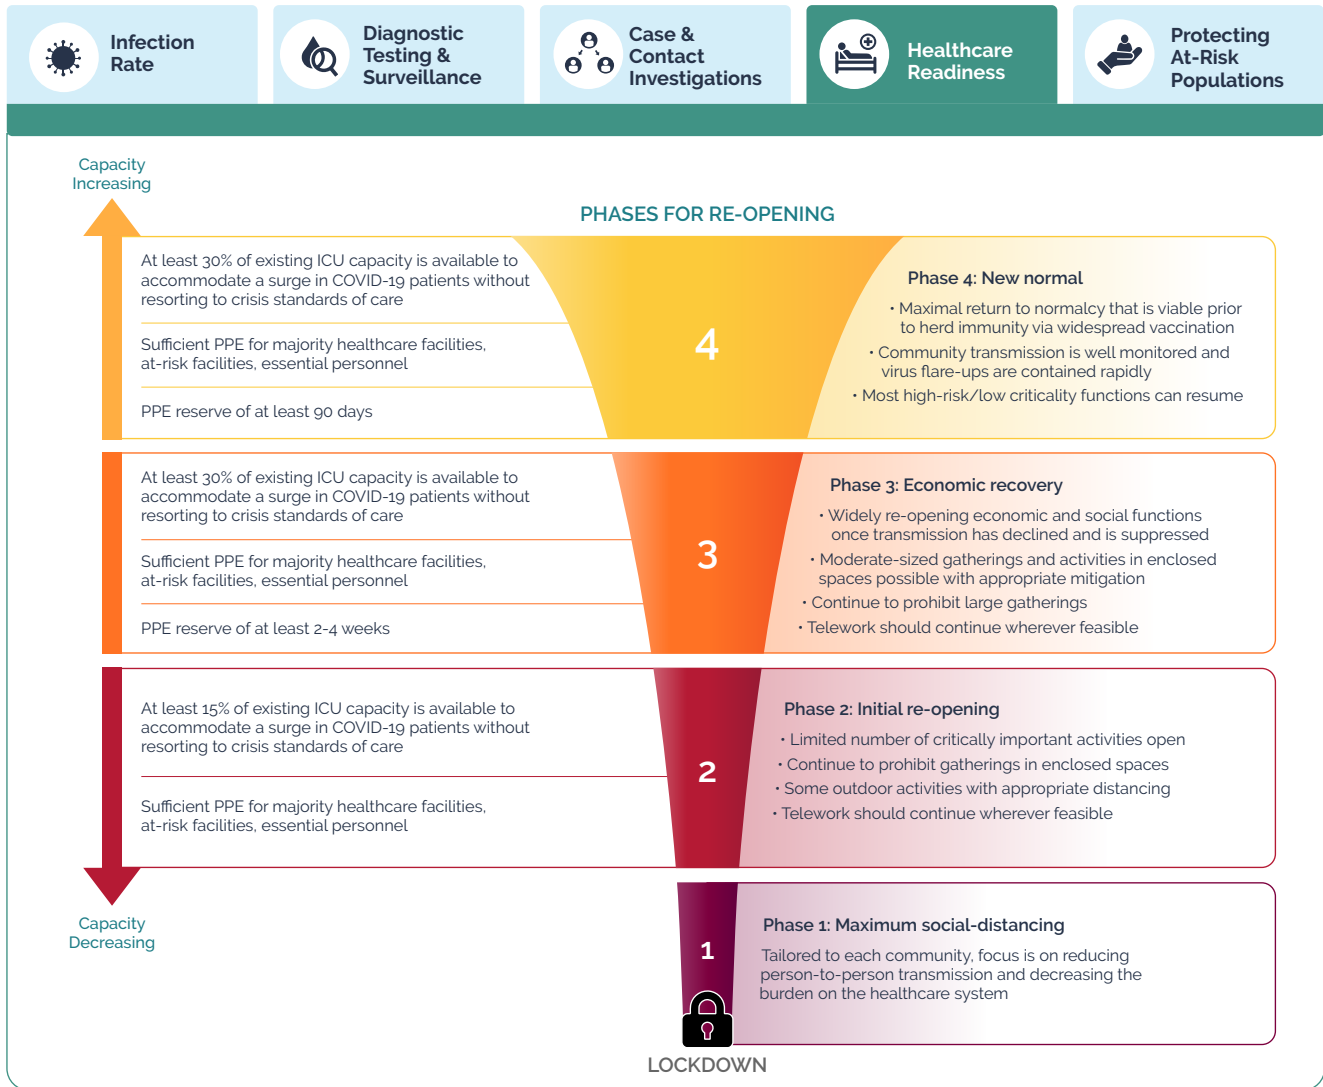 Infection
Rate
Diagnostic
Testing &
Surveillance
Case &
Contact
Investigations
Healthcare
Readiness
Protecting
At-Risk
Populations
Capacity
Increasing
PHASES FOR RE-OPENING
At least 30% of existing ICU capacity is available to
accommodate a surge in COVID-19 patients without
resorting to crisis standards of care
Sufficient PPE for majority healthcare facilities,
at-risk facilities, essential personnel
PPE reserve of at least 90 days
4
Phase 4: New normal
• Maximal return to normalcy that is viable prior
to herd immunity via widespread vaccination
• Community transmission is well monitored and
virus flare-ups are contained rapidly
• Most high-risk/low criticality functions can resume
At least 30% of existing ICU capacity is available to
accommodate a surge in COVID-19 patients without
resorting to crisis standards of care
Sufficient PPE for majority healthcare facilities,
at-risk facilities, essential personnel
PPE reserve of at least 2-4 weeks
3
Phase 3: Economic recovery
• Widely re-opening economic and social functions
once transmission has declined and is suppressed
• Moderate-sized gatherings and activities in enclosed
spaces possible with appropriate mitigation
• Continue to prohibit large gatherings
• Telework should continue wherever feasible
At least 15% of existing ICU capacity is available to
accommodate a surge in COVID-19 patients without
resorting to crisis standards of care
Sufficient PPE for majority healthcare facilities,
at-risk facilities, essential personnel
2
Phase 2: Initial re-opening
• Limited number of critically important activities open
• Continue to prohibit gatherings in enclosed spaces
• Some outdoor activities with appropriate distancing
• Telework should continue wherever feasible
Capacity
Decreasing
1
Phase 1: Maximum social-distancing
Tailored to each community, focus is on reducing
person-to-person transmission and decreasing the
burden on the healthcare system
LOCKDOWN